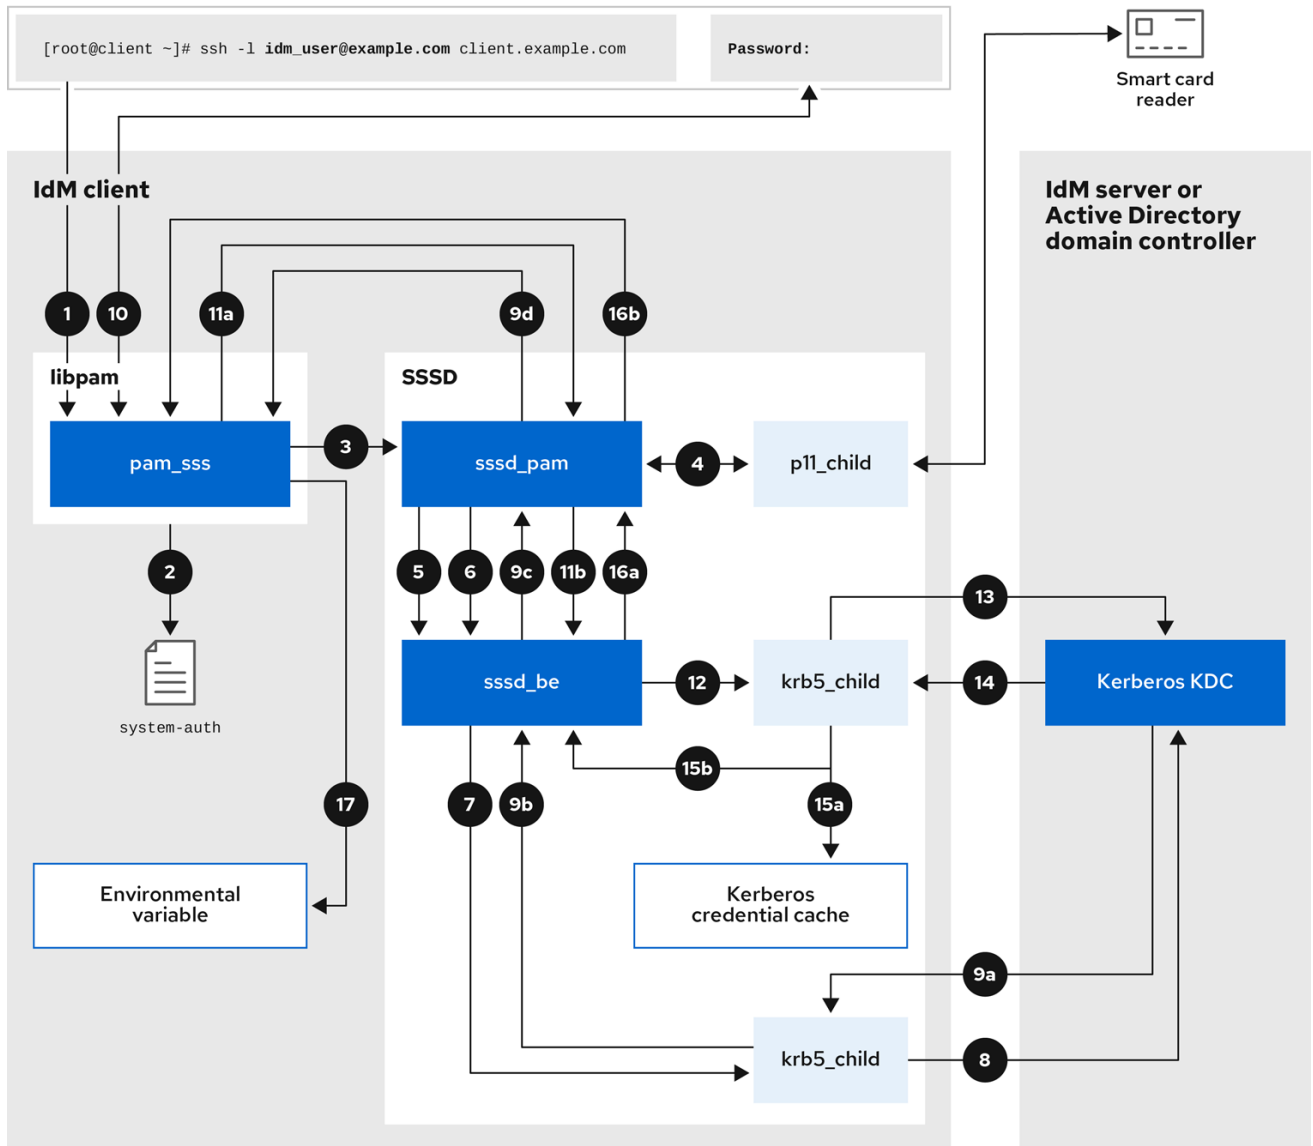 [root@client ~]# ssh -l idm_user@example.com client.example.com
Password:
Smart card
reader
IdM client
IdM server or
Active Directory
domain controller
1
10
11a
9d
16b
libpam
SSSD
pam_sss
3
sssd_pam
4
p11_child
2
5
6
9c
11b
16a
13
system-auth
sssd_be
12
krb5_child
14
Kerberos KDC
15b
17
7
9b
15a
Environmental
variable
Kerberos
credential cache
9a
krb5_child
8